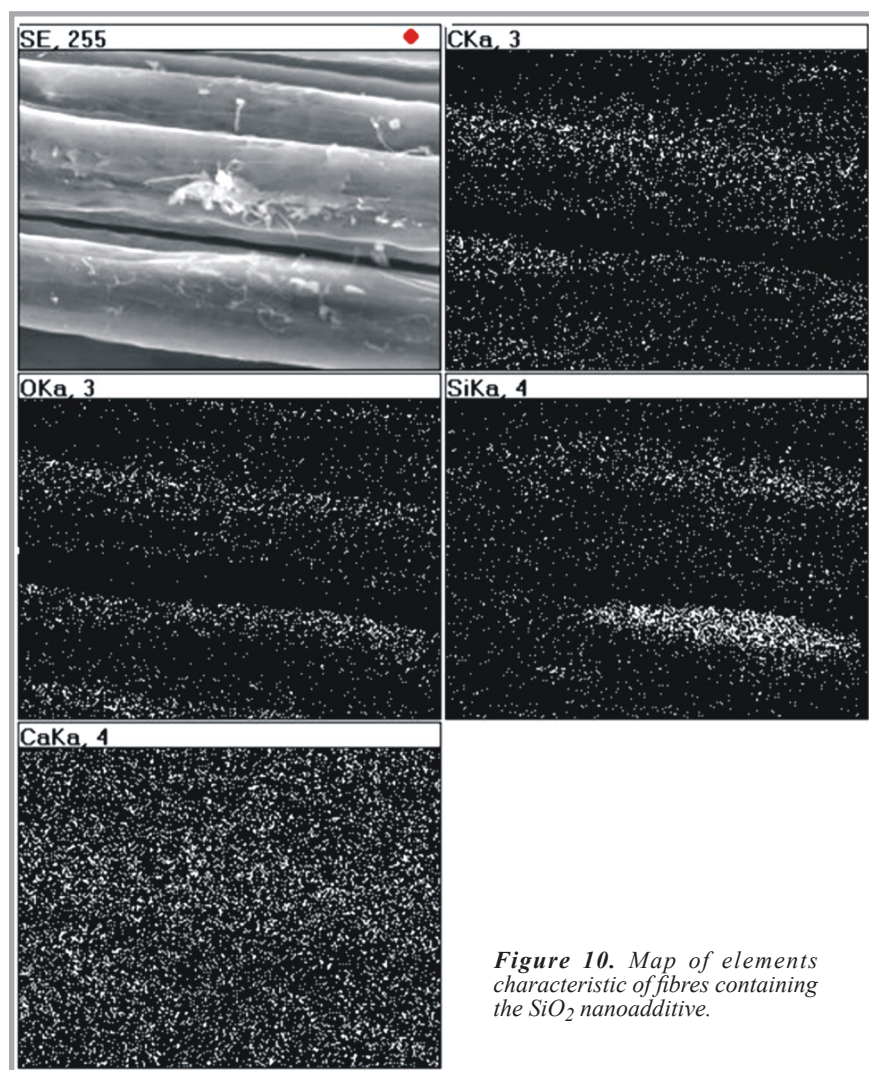 SE, 255
CKa, 3
OKa, 3
SiKa, 4
CaKa, 4
Figure 10. Map of elements
characteristic of fibres containing
the SiO2 nanoadditive.